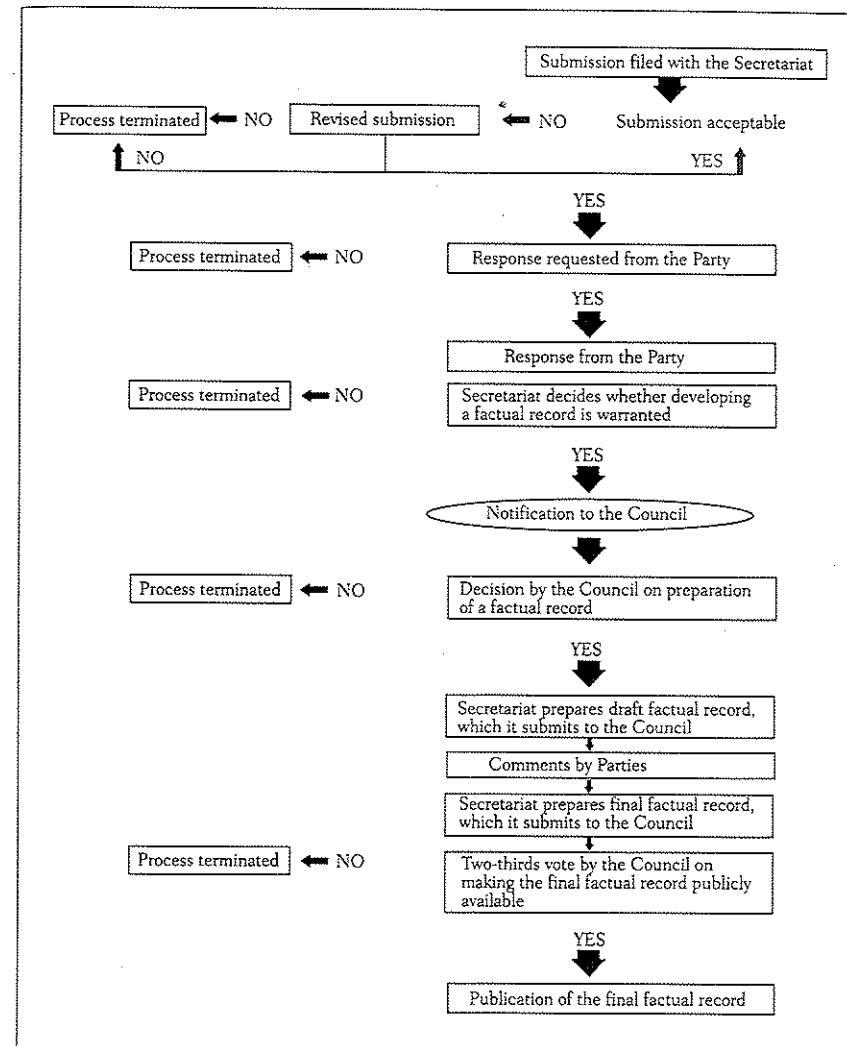 Submission filed with the Secretariat
Process terminated
NO
Revised submission
NO
Submission acceptable
NO
YES
YES
Process terminated
NO
Response requested from the Party
YES
Response from the Party
Process terminated
NO
Secretariat decides whether developing
a factual record is warranted
YES
Notification to the Council
Process terminated
NO
Decision by the Council on preparation
of a factual record
YES
Secretariat prepares draft factual record,
which it submits to the Council
Comments by Parties
Secretariat prepares final factual record,
which it submits to the Council
Process terminated
NO
Two-thirds vote by the Council on
making the final factual record publicly
available
YES
Publication of the final factual record